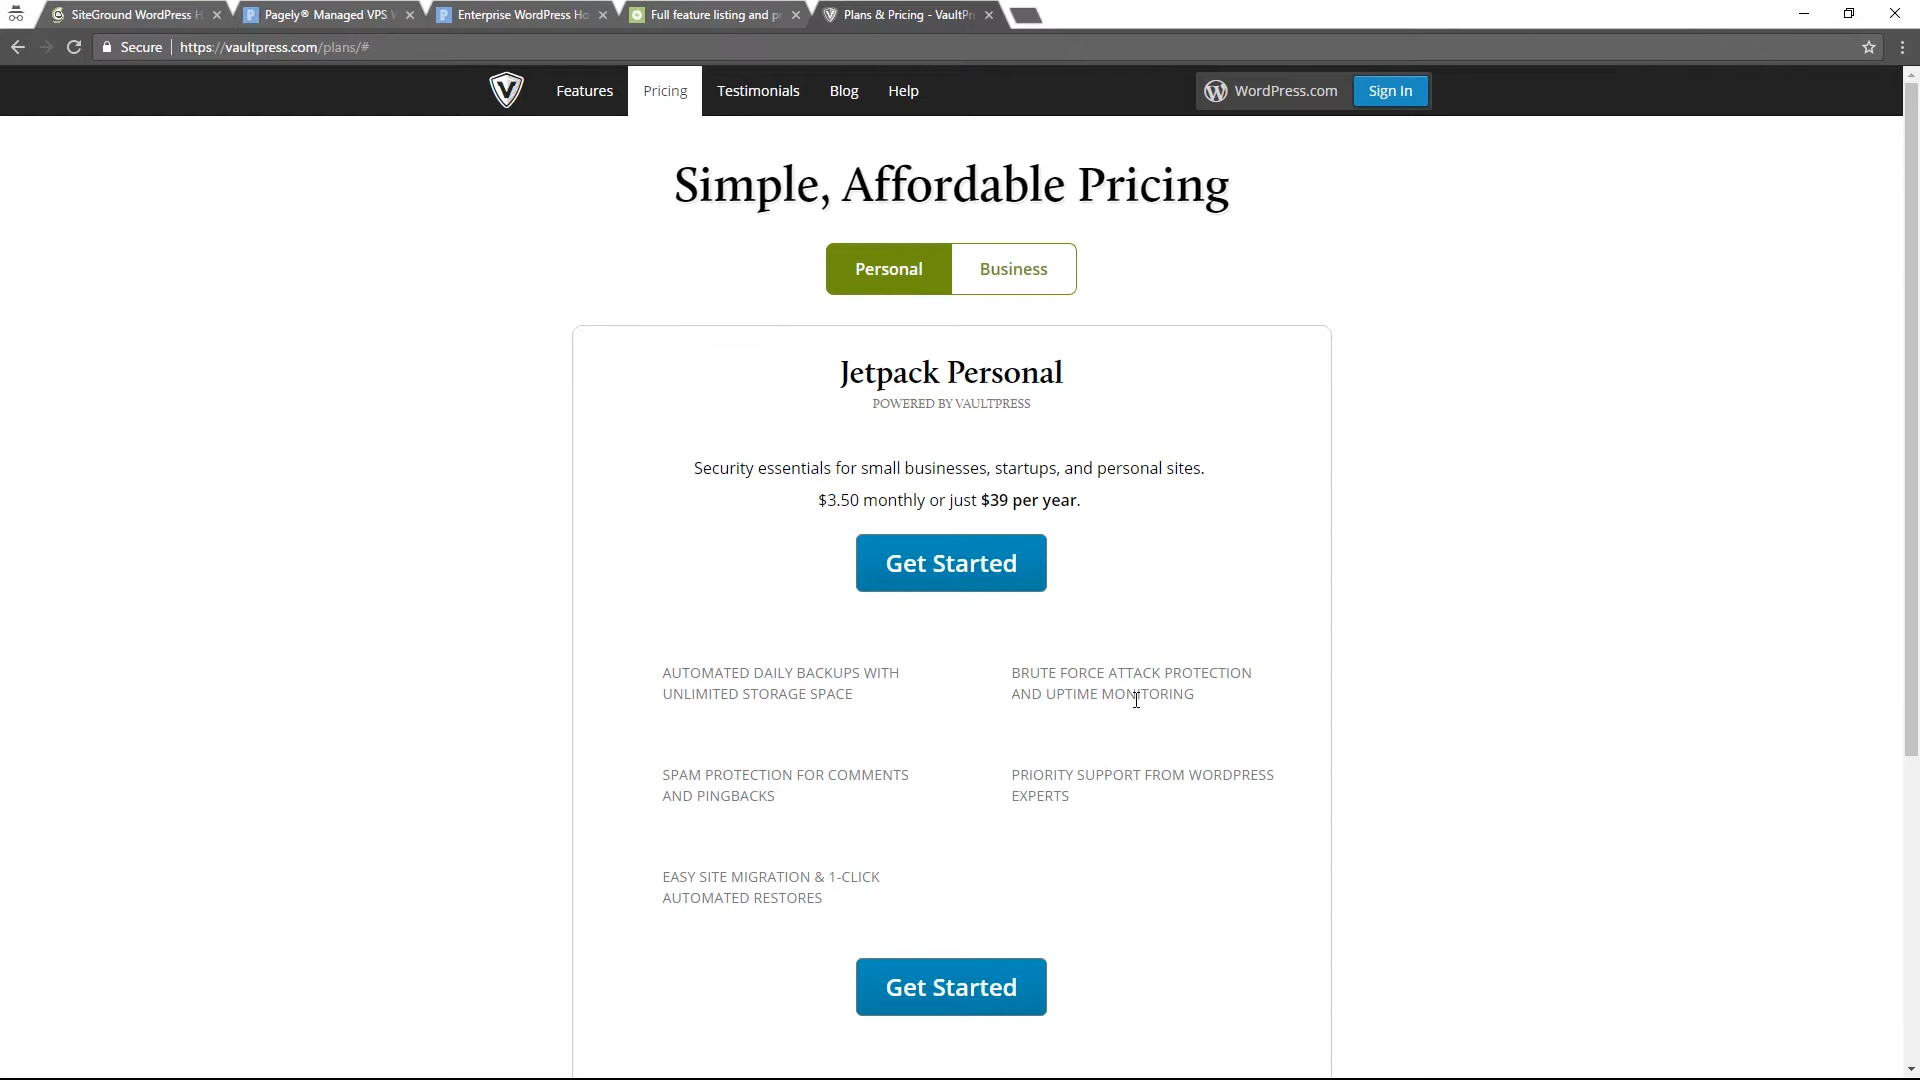 SiteGround WordPress H
Pagely® Managed VPS
Enterprise WordPress Ho
Full feature listing and p
Plans & Pricing - VaultPr
Secure
https://vaultpress.com/plans/#
V
Features
Pricing
Testimonials
Blog
Help
WordPress.com
Sign In
Simple, Affordable Pricing
Personal
Business
Jetpack Personal
POWERED BY VAULTPRESS
Security essentials for small businesses, startups, and personal sites.
$3.50 monthly or just $39 per year.
Get Started
AUTOMATED DAILY BACKUPS WITH
UNLIMITED STORAGE SPACE
BRUTE FORCE ATTACK PROTECTION
AND UPTIME MONITORING
SPAM PROTECTION FOR COMMENTS
AND PINGBACKS
PRIORITY SUPPORT FROM WORDPRESS
EXPERTS
EASY SITE MIGRATION & 1-CLICK
AUTOMATED RESTORES
Get Started